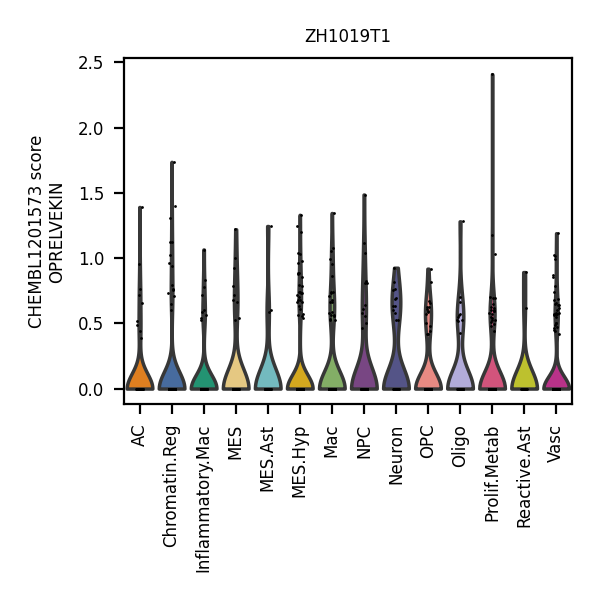 ZH1019T1
CHEMBL1201573 score
OPRELVEKIN
2.5
2.0
1.5
1.0
0.5
0.0
AC
Chromatin.Reg
Inflammatory.Mac
MES
MES.Ast
MES.Hyp
Mac
NPC
Neuron
OPC
Oligo
Prolif.Metab
Reactive.Ast
Vasc